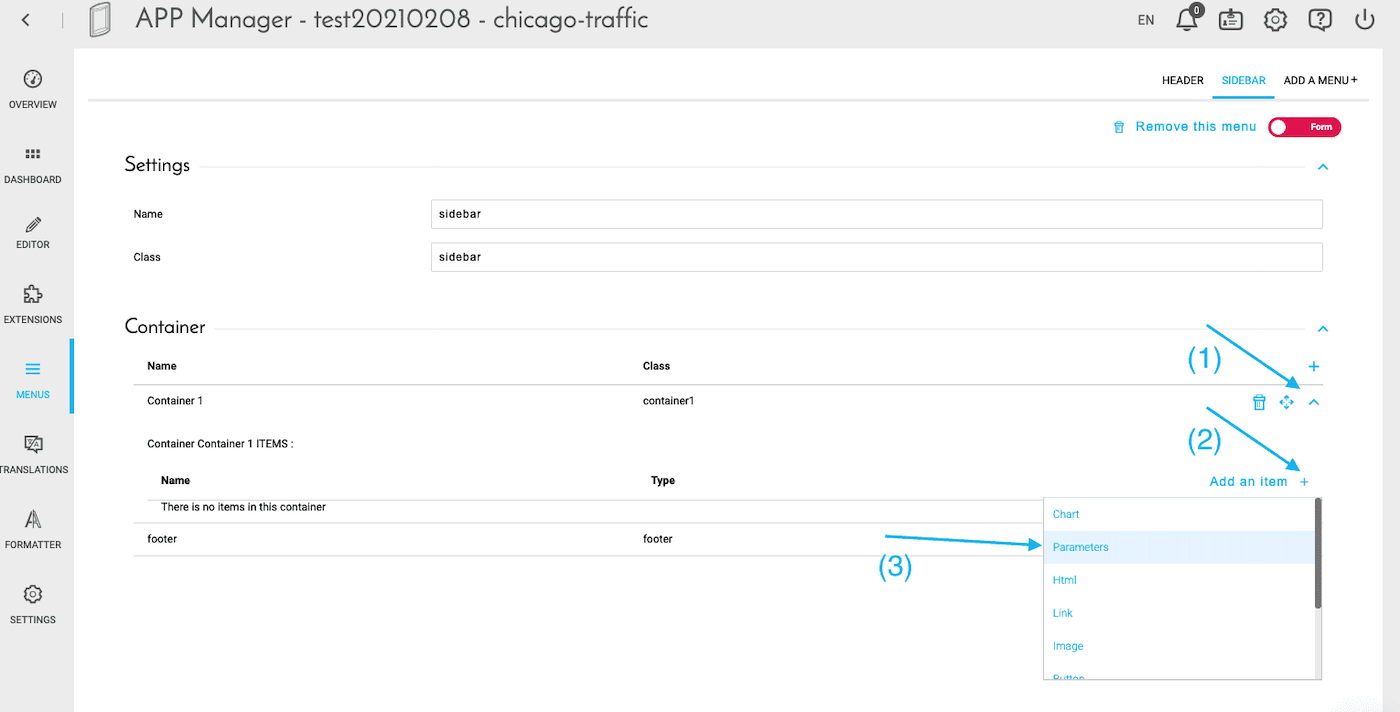 APP Manager - test20210208 - chicago-traffic
EN
0
HEADER
SIDEBAR
ADD A MENU +
Remove this menu
Form
OVERVIEW
DASHBOARD
EDITOR
EXTENSIONS
MENUS
TRANSLATIONS
FORMATTER
SETTINGS
Settings
Name
sidebar
Class
sidebar
Container
Name Class +
(1)
Container 1 container1
(2)
Container Container 1 ITEMS :
Name Type Add an item +
There is no items in this container
footer footer
(3)
Chart
Parameters
Html
Link
Image
Button